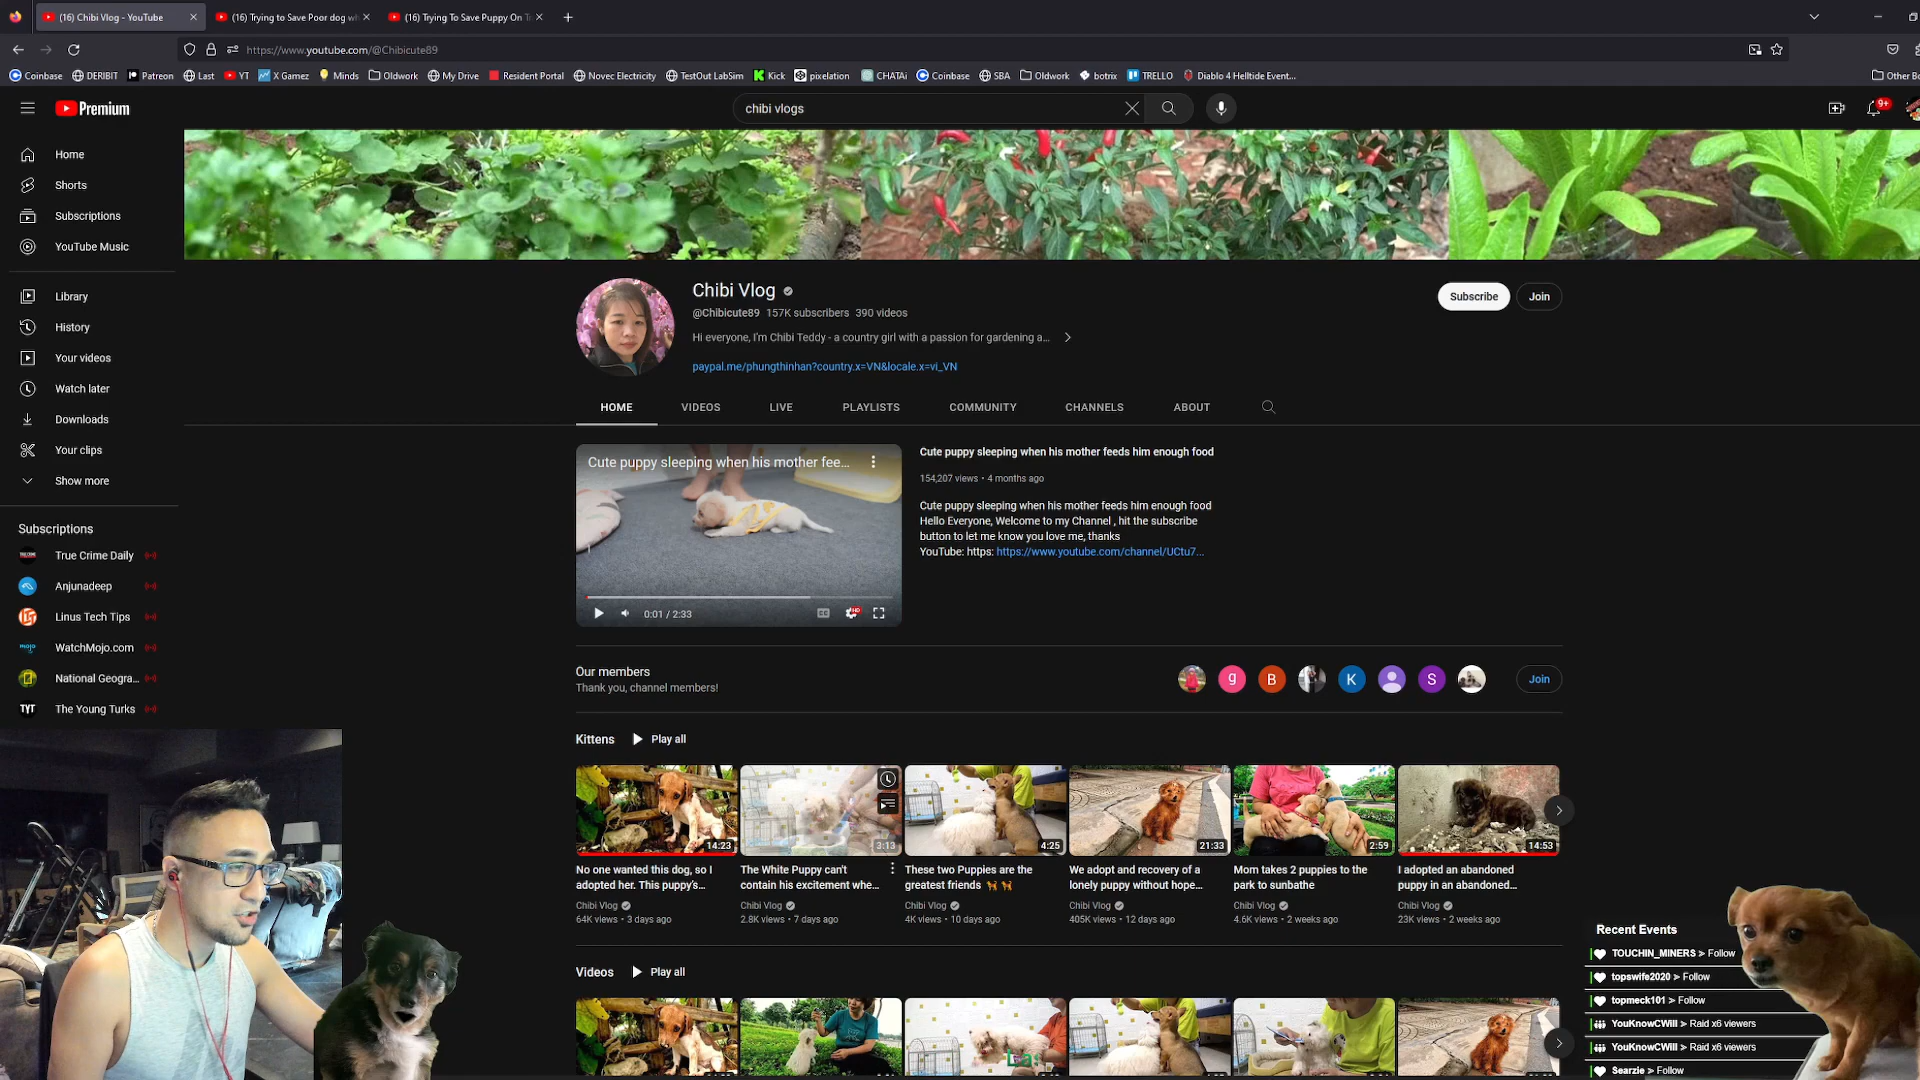 (16) Chibi Vlog - YouTube
(16) Trying to Save Poor dog wh
(16) Trying To Save Puppy On T
https://www.youtube.com/@Chibicute89
Coinbase
DERIBIT
Patreon
Last
YT
X Gamez
Minds
Oldwork
My Drive
Resident Portal
Novec Electricity
TestOut LabSim
Kick
pixelation
CHATAi
Coinbase
SBA
Oldwork
botrix
TRELLO
Diablo 4 Helltide Event...
Other Bo
Premium
chibi vlogs
9+
Home
Shorts
Subscriptions
YouTube Music
Library
History
Your videos
Watch later
Downloads
Your clips
Show more
Subscriptions
True Crime Daily
Anjunadeep
Linus Tech Tips
mojo
WatchMojo.com
National Geogra...
TYT
The Young Turks
Chibi Vlog
@Chibicute89 157K subscribers 390 videos
Hi everyone, I'm Chibi Teddy - a country girl with a passion for gardening a...
paypal.me/phungthinhan?country.x=VN&locale.x=vi_VN
Subscribe
Join
HOME
VIDEOS
LIVE
PLAYLISTS
COMMUNITY
CHANNELS
ABOUT
Cute puppy sleeping when his mother fee...
0:01 / 2:33
HD
Cute puppy sleeping when his mother feeds him enough food
154,207 views • 4 months ago
Cute puppy sleeping when his mother feeds him enough food
Hello Everyone, Welcome to my Channel , hit the subscribe
button to let me know you love me, thanks
YouTube: https: https://www.youtube.com/channel/UCtu7...
Our members
Thank you, channel members!
g
B
K
S
Join
Kittens
Play all
14:23
No one wanted this dog, so I
adopted her. This puppy's...
Chibi Vlog
64K views • 3 days ago
3:13
The White Puppy can't
contain his excitement whe...
Chibi Vlog
2.8K views • 7 days ago
4:25
These two Puppies are the
greatest friends
Chibi Vlog
4K views • 10 days ago
21:33
We adopt and recovery of a
lonely puppy without hope...
Chibi Vlog
405K views • 12 days ago
2:59
Mom takes 2 puppies to the
park to sunbathe
Chibi Vlog
4.6K views • 2 weeks ago
14:53
I adopted an abandoned
puppy in an abandoned...
Chibi Vlog
23K views • 2 weeks ago
Videos
Play all
Recent Events
TOUCHIN_MINERS > Follow
topswife2020 > Follow
topmeck101 > Follow
YouKnowCWill > Raid x6 viewers
YouKnowCWill > Raid x6 viewers
Searzie > Follow